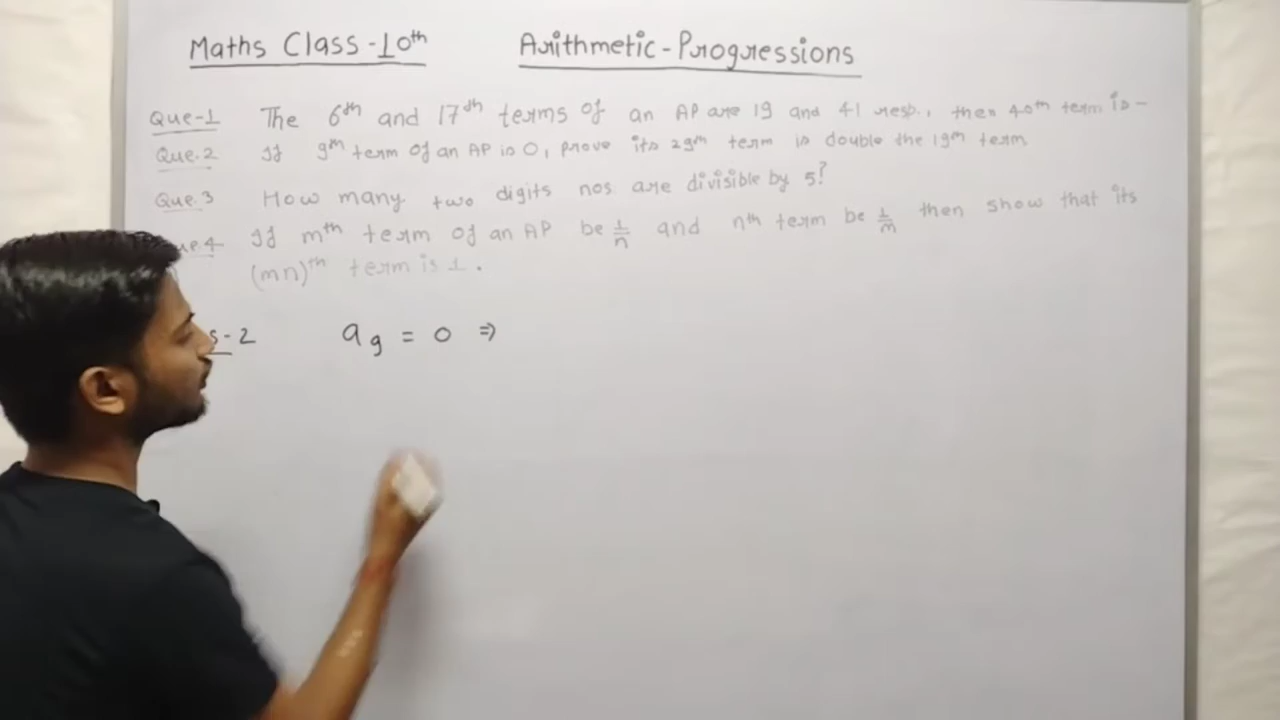 Maths Class-10th Arithmetic-Progressions
Que-1 The 6th and 17th terms of an AP are 19 and 41 resp., then 40th term is-
Que.2 If 9th term of an AP is 0, prove its 29th term is double the 19th term
Que.3 How many two digits nos are divisible by 5?
ue.4 If mth term of an AP be 1/n and nth term be 1/m then show that its
(mn)th term is 1.
s-2 a9 = 0 ⇒